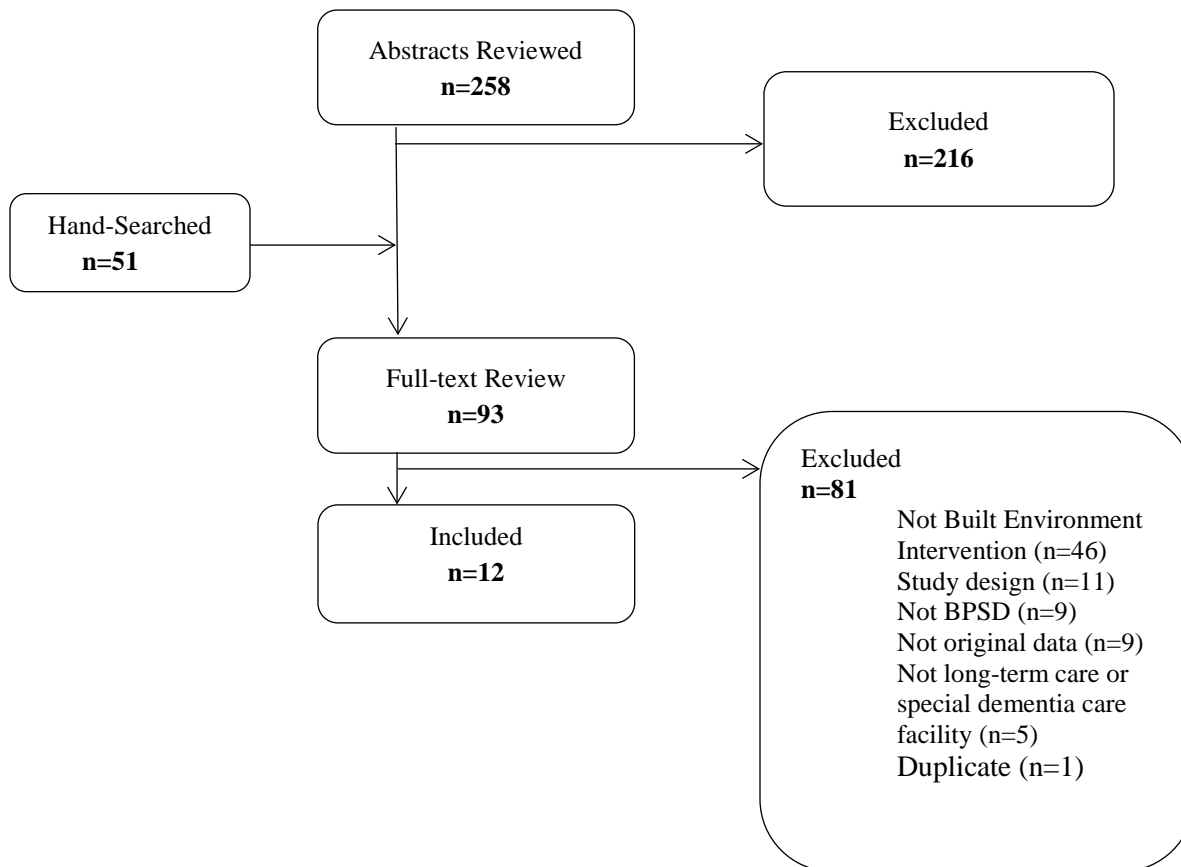 Abstracts Reviewed
n=258
Excluded
n=216
Hand-Searched
n=51
Full-text Review
n=93
Excluded
n=81
Not Built Environment
Intervention (n=46)
Study design (n=11)
Not BPSD (n=9)
Not original data (n=9)
Not long-term care or
special dementia care
facility (n=5)
Duplicate (n=1)
Included
n=12